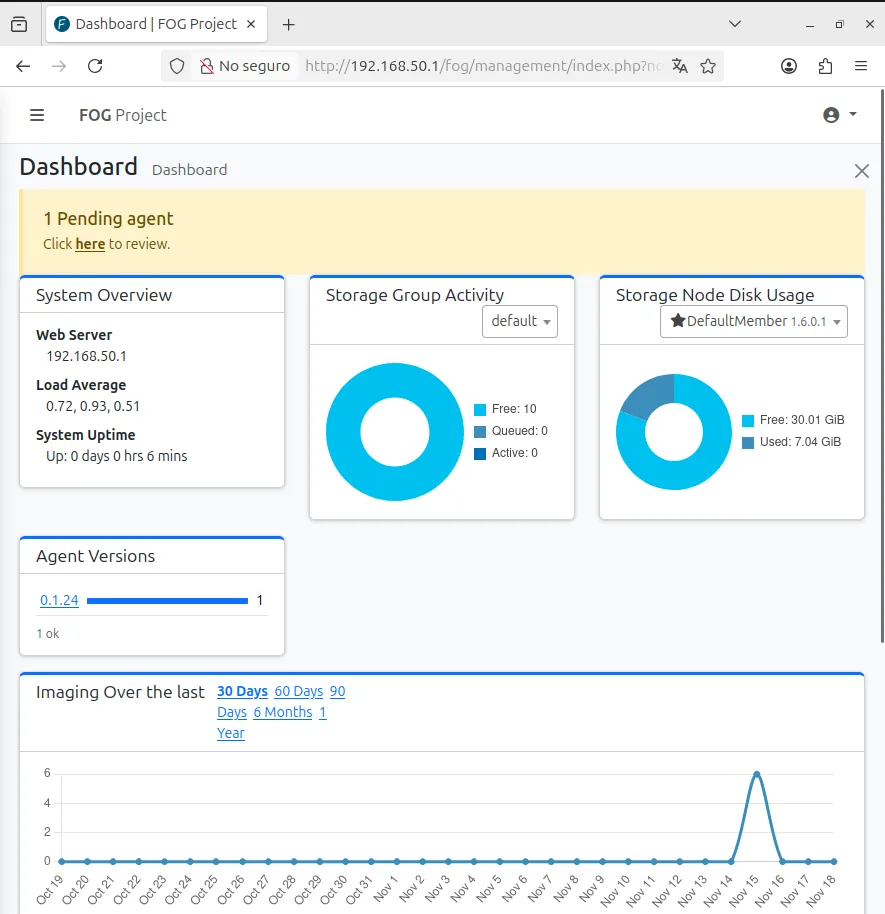 Dashboard | FOG Project
No seguro
http://192.168.50.1/fog/management/index.php?no
FOG Project
Dashboard Dashboard
1 Pending agent
Click here to review.
System Overview
Web Server
192.168.50.1
Load Average
0.72, 0.93, 0.51
System Uptime
Up: 0 days 0 hrs 6 mins
Storage Group Activity
default
Free: 10
Queued: 0
Active: 0
Storage Node Disk Usage
DefaultMember 1.6.0.1
Free: 30.01 GiB
Used: 7.04 GiB
Agent Versions
0.1.24 1
1 ok
Imaging Over the last 30 Days 60 Days 90
Days 6 Months 1
Year
6
4
2
0
Oct 19 Oct 20 Oct 21 Oct 22 Oct 23 Oct 24 Oct 25 Oct 26 Oct 27 Oct 28 Oct 29 Oct 30 Oct 31 Nov 1 Nov 2 Nov 3 Nov 4 Nov 5 Nov 6 Nov 7 Nov 8 Nov 9 Nov 10 Nov 11 Nov 12 Nov 13 Nov 14 Nov 15 Nov 16 Nov 17 Nov 18